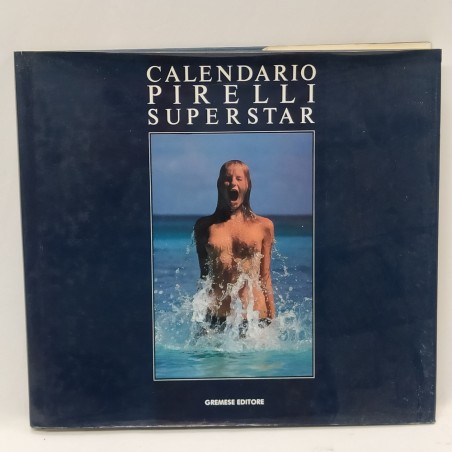 CALENDARIO
PIRELLI
SUPERSTAR
GREMESE EDITORE